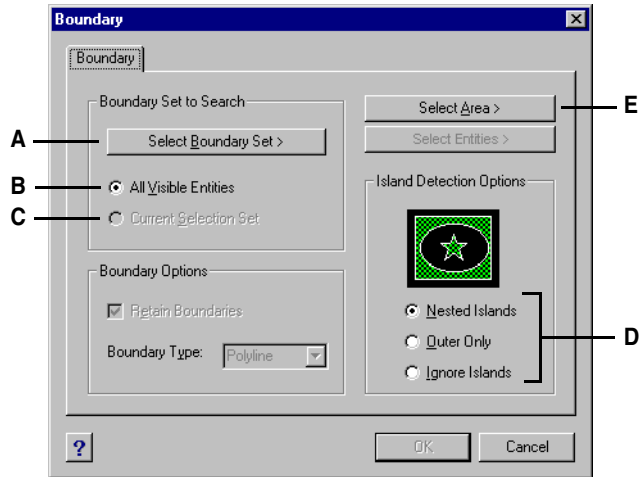 Boundary
Boundary
Boundary Set to Search
Select Boundary Set >
All Visible Entities
Current Selection Set
Boundary Options
Retain Boundaries
Boundary Type: Polyline
Select Area >
Select Entities >
Island Detection Options
Nested Islands
Outer Only
Ignore Islands
?
OK
Cancel
A
B
C
D
E